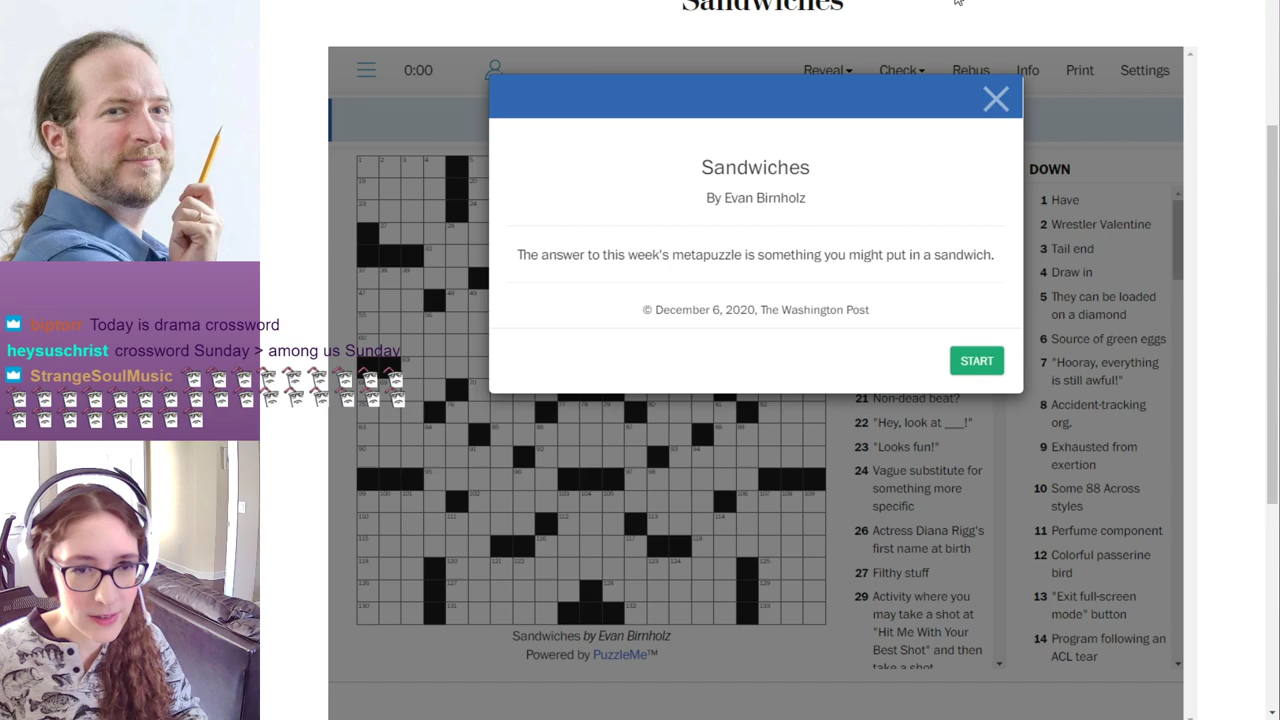 Sandwiches
0:00
Reveal
Check
Rebus
Info
Print
Settings
Sandwiches
By Evan Birnholz
The answer to this week's metapuzzle is something you might put in a sandwich.
© December 6, 2020, The Washington Post
START
DOWN
1 Have
2 Wrestler Valentine
3 Tail end
4 Draw in
5 They can be loaded
on a diamond
6 Source of green eggs
7 "Hooray, everything
is still awful!"
8 Accident-tracking
org.
9 Exhausted from
exertion
10 Some 88 Across
styles
11 Perfume component
12 Colorful passerine
bird
13 "Exit full-screen
mode" button
14 Program following an
ACL tear
21 Non-dead beat?
22 "Hey, look at ___!"
23 "Looks fun!"
24 Vague substitute for
something more
specific
26 Actress Diana Rigg's
first name at birth
27 Filthy stuff
29 Activity where you
may take a shot at
"Hit Me With Your
Best Shot" and then
take a shot
Sandwiches by Evan Birnholz
Powered by PuzzleMe™
Today is drama crossword
heysuschrist crossword Sunday > among us Sunday
StrangeSoulMusic